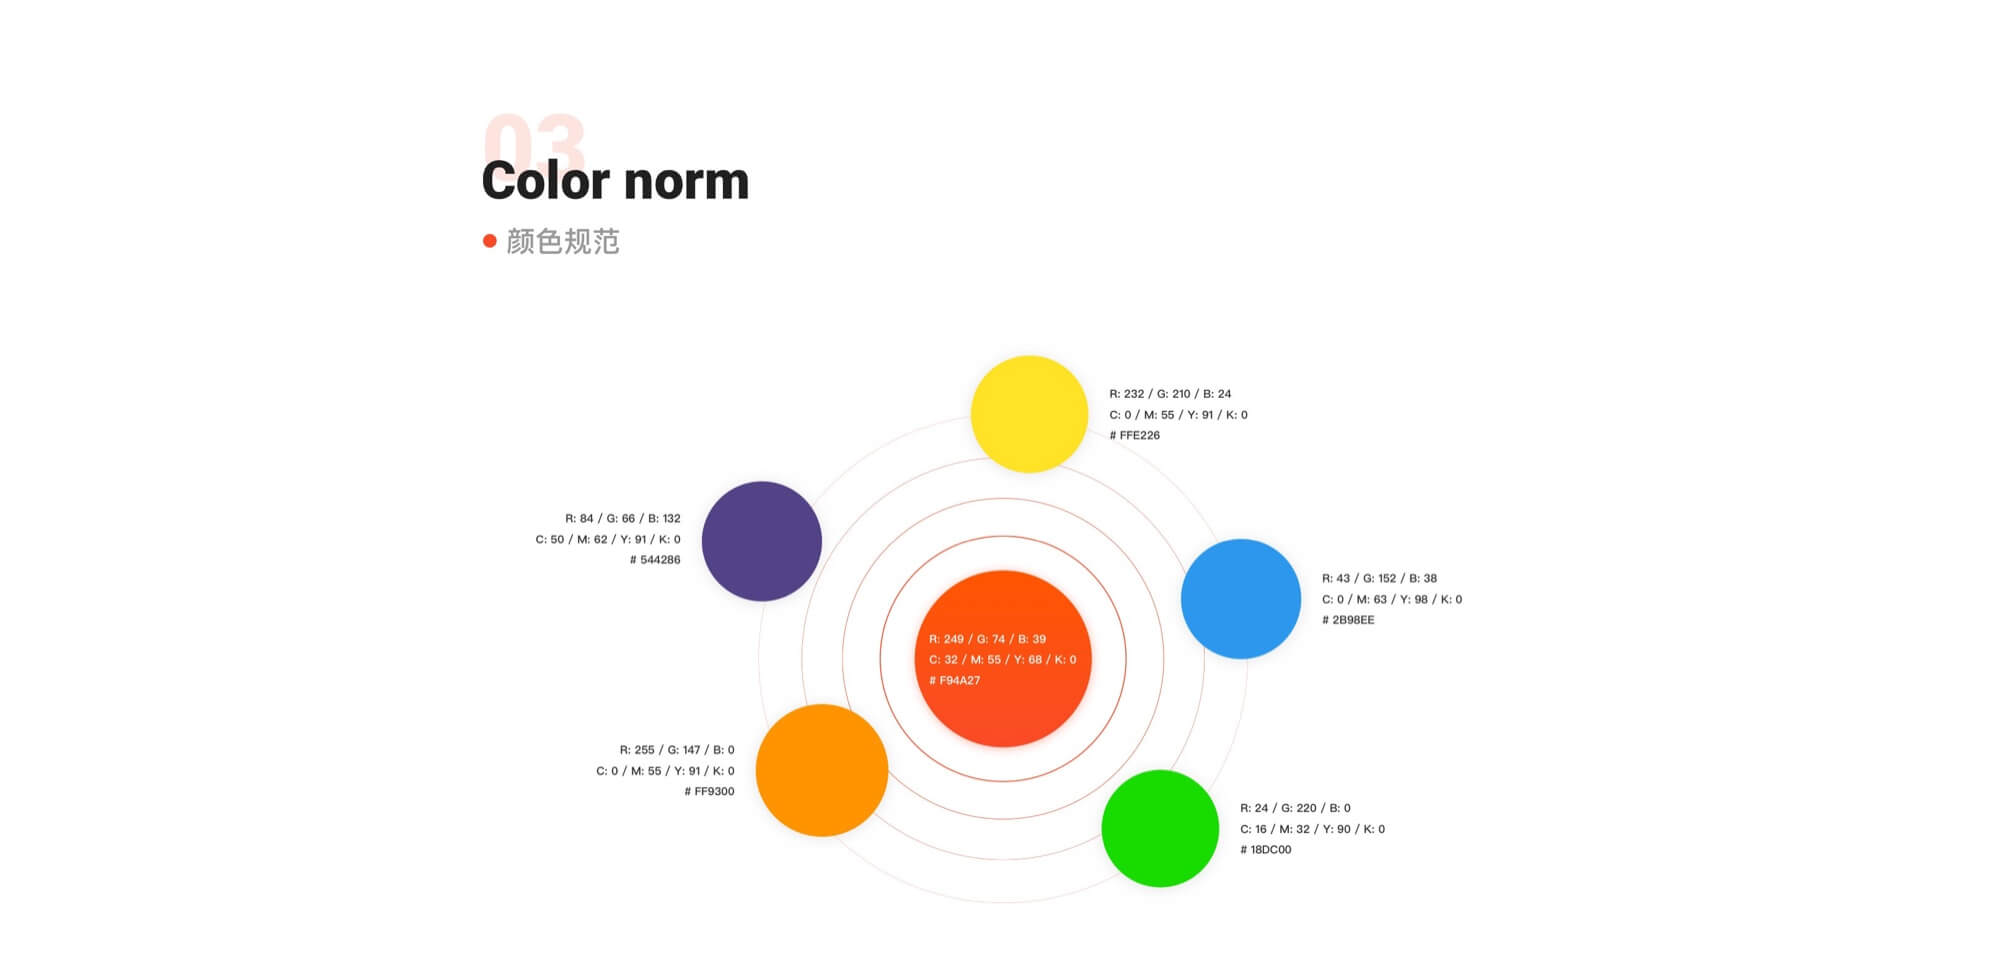 03
Color norm
颜色规范
R: 232 / G: 210 / B: 24
C: 0 / M: 55 / Y: 91 / K: 0
# FFE226
R: 84 / G: 66 / B: 132
C: 50 / M: 62 / Y: 91 / K: 0
# 544286
R: 43 / G: 152 / B: 38
C: 0 / M: 63 / Y: 98 / K: 0
# 2B98EE
R: 249 / G: 74 / B: 39
C: 32 / M: 55 / Y: 68 / K: 0
# F94A27
R: 255 / G: 147 / B: 0
C: 0 / M: 55 / Y: 91 / K: 0
# FF9300
R: 24 / G: 220 / B: 0
C: 16 / M: 32 / Y: 90 / K: 0
# 18DC00